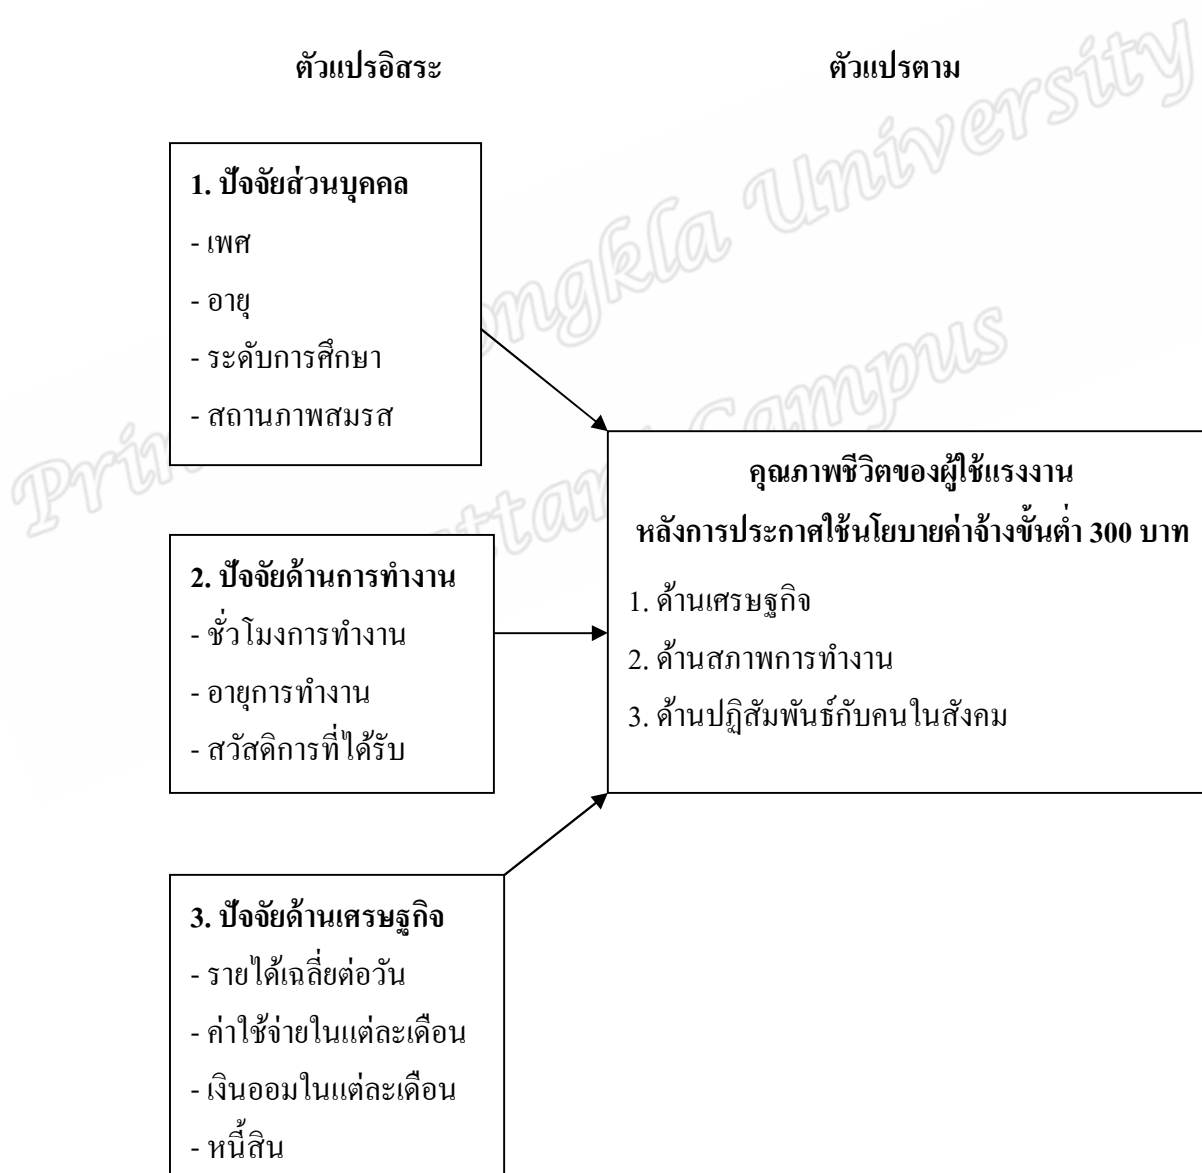 ตัวแปรอิสระ
ตัวแปรตาม
1. ปัจจัยส่วนบุคคล
- เพศ
- อายุ
- ระดับการศึกษา
- สถานภาพสมรส
2. ปัจจัยด้านการทำงาน
- ชั่วโมงการทำงาน
- อายุการทำงาน
- สวัสดิการที่ได้รับ
3. ปัจจัยด้านเศรษฐกิจ
- รายได้เฉลี่ยต่อวัน
- ค่าใช้จ่ายในแต่ละเดือน
- เงินออมในแต่ละเดือน
- หนี้สิน
คุณภาพชีวิตของผู้ใช้แรงงาน
หลังการประกาศใช้นโยบายค่าจ้างขั้นต่ำ 300 บาท
1. ด้านเศรษฐกิจ
2. ด้านสภาพการทำงาน
3. ด้านปฏิสัมพันธ์กับคนในสังคม
University
Campus